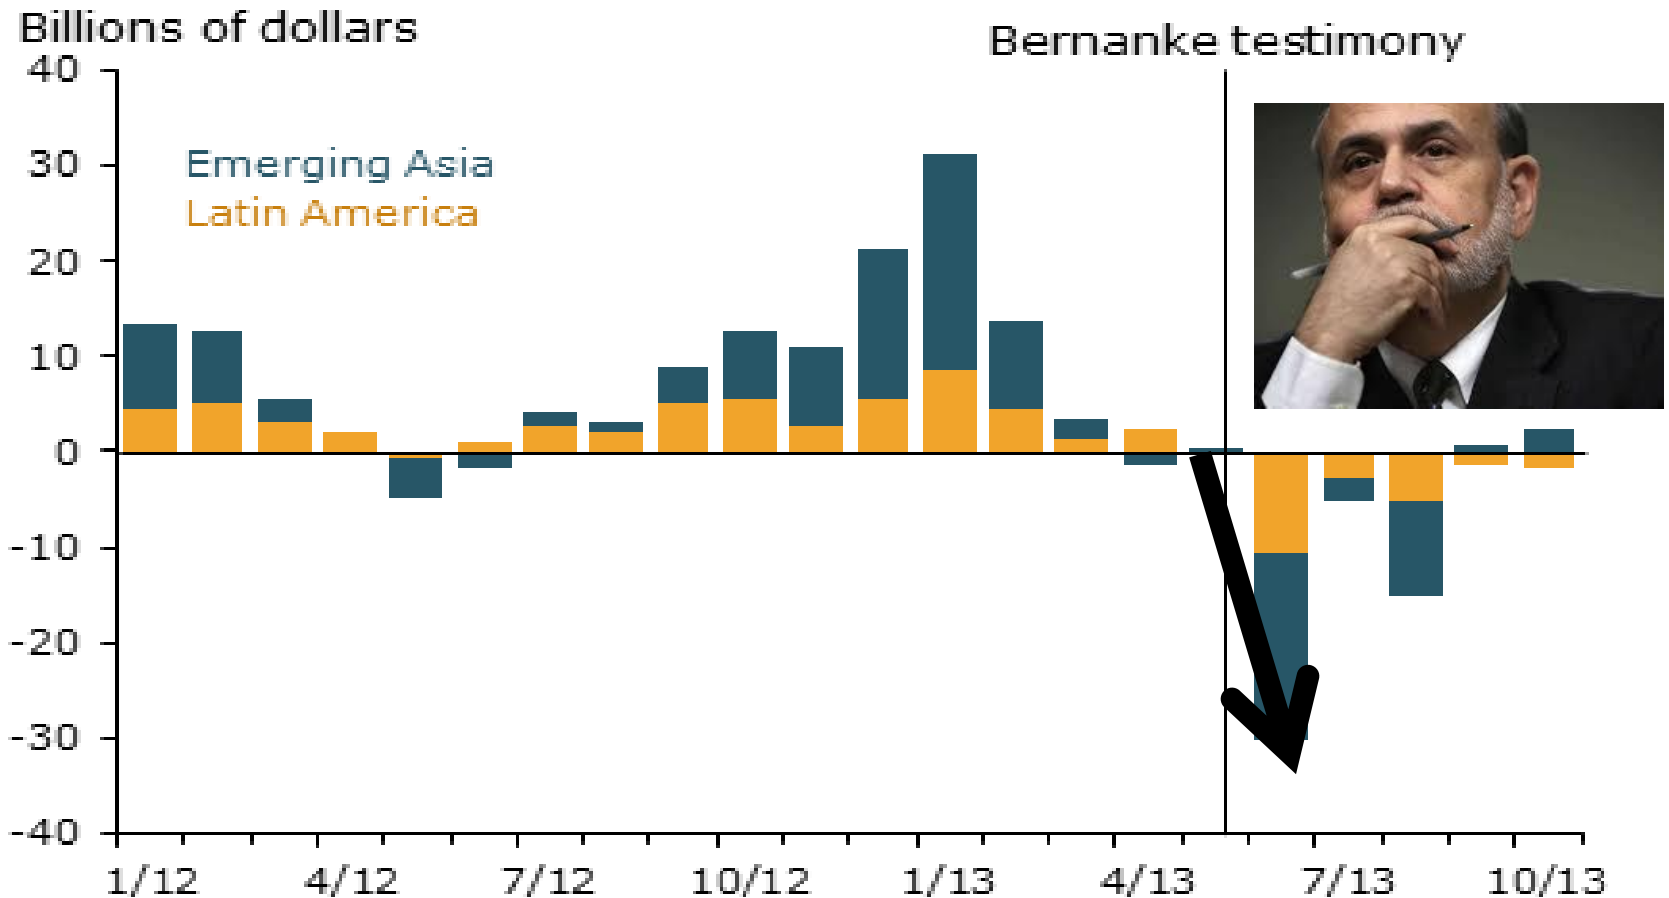 Billions of dollars
Bernanke testimony
40
30
Emerging Asia
Latin America
20
10
0
-10
-20
-30
-40
1/12 4/12 7/12 10/12 1/13 4/13 7/13 10/13